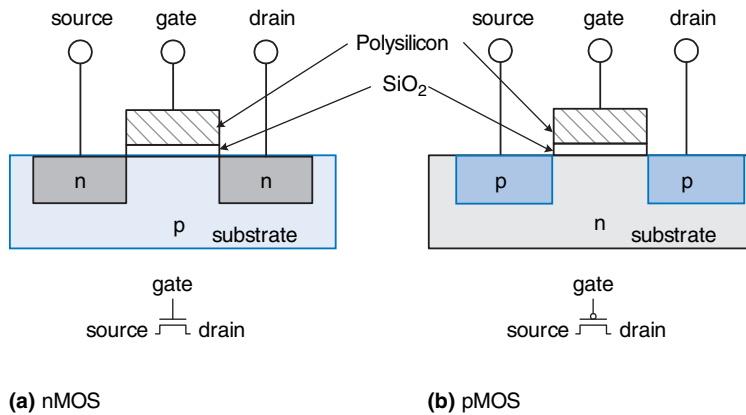 source gate drain
source gate drain
Polysilicon
SiO2
n
n
p
substrate
p
p
n
substrate
gate
source drain
gate
source drain
(a) nMOS
(b) pMOS